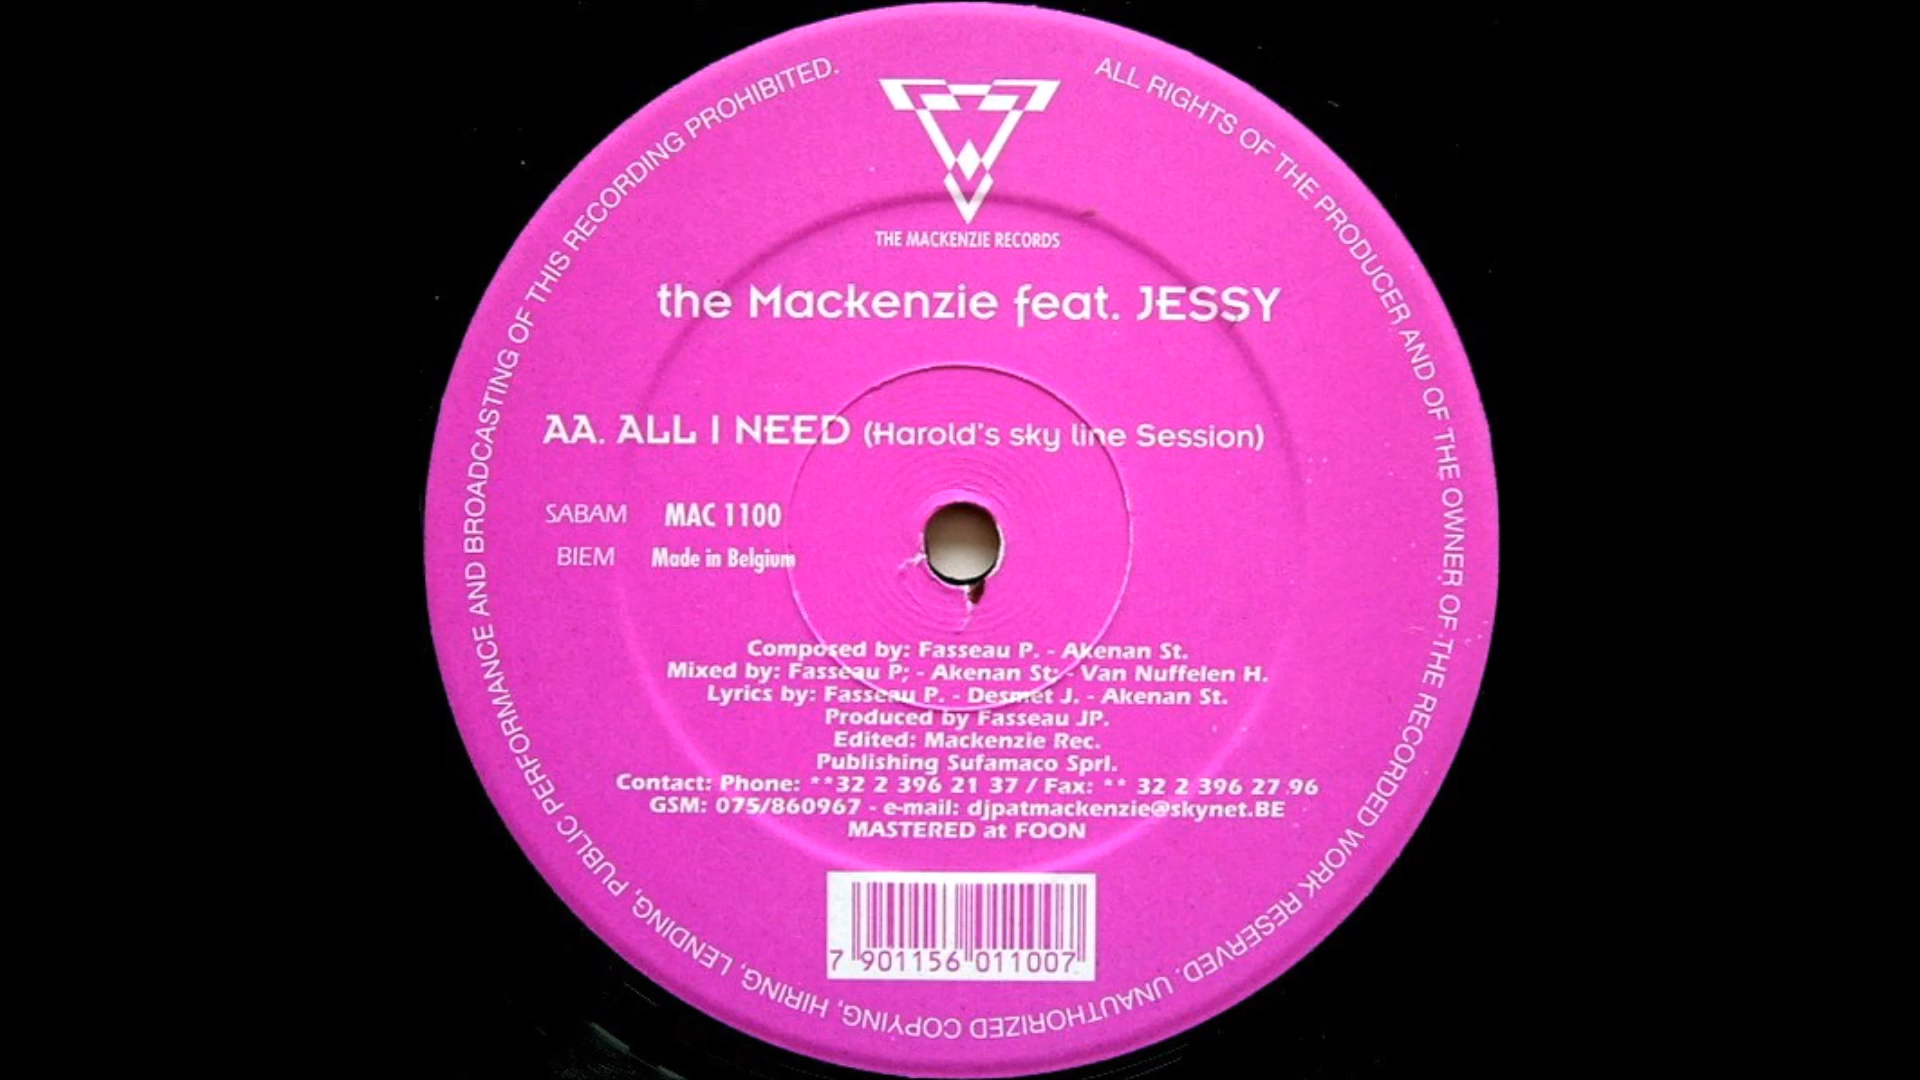 THE MACKENZIE RECORDS
the Mackenzie feat. JESSY
AA. ALL I NEED (Harold's sky line Session)
SABAM MAC 1100
BIEM Made in Belgium
Composed by: Fasseau P. - Akenan St.
Mixed by: Fasseau P; - Akenan St; - Van Nuffelen H.
Lyrics by: Fasseau P. - Desmet J. - Akenan St.
Produced by Fasseau JP.
Edited: Mackenzie Rec.
Publishing Sufamaco Sprl.
Contact: Phone: **32 2 396 21 37 / Fax: ** 32 2 396 27 96
GSM: 075/860967 - e-mail: djpatmackenzie@skynet.BE
MASTERED at FOON
7 901156 011007
ALL RIGHTS OF THE PRODUCER AND OF THE OWNER OF THE RECORDED WORK RESERVED. UNAUTHORIZED COPYING, HIRING, LENDING, PUBLIC PERFORMANCE AND BROADCASTING OF THIS RECORDING PROHIBITED.